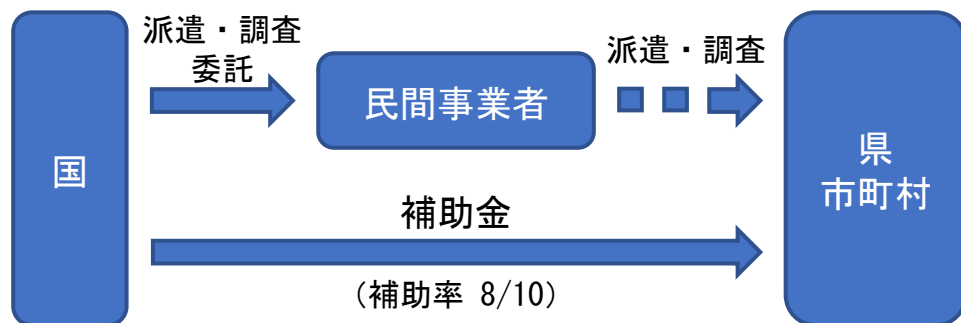 派遣・調査
委託
民間事業者
派遣・調査
国
県
市町村
補助金
（補助率 8/10）